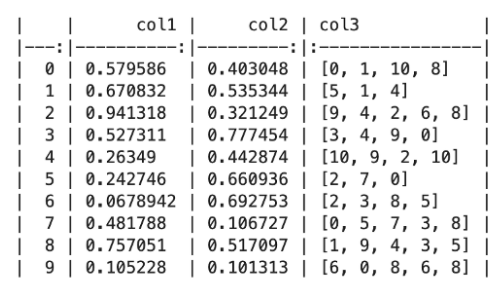 |    |      col1 |     col2 | col3             |
|---:|----------:|---------:|:-----------------|
|  0 | 0.579586  | 0.403048 | [0, 1, 10, 8]    |
|  1 | 0.670832  | 0.535344 | [5, 1, 4]        |
|  2 | 0.941318  | 0.321249 | [9, 4, 2, 6, 8]  |
|  3 | 0.527311  | 0.777454 | [3, 4, 9, 0]     |
|  4 | 0.26349   | 0.442874 | [10, 9, 2, 10]   |
|  5 | 0.242746  | 0.660936 | [2, 7, 0]        |
|  6 | 0.0678942 | 0.692753 | [2, 3, 8, 5]     |
|  7 | 0.481788  | 0.106727 | [0, 5, 7, 3, 8]  |
|  8 | 0.757051  | 0.517097 | [1, 9, 4, 3, 5]  |
|  9 | 0.105228  | 0.101313 | [6, 0, 8, 6, 8]  |